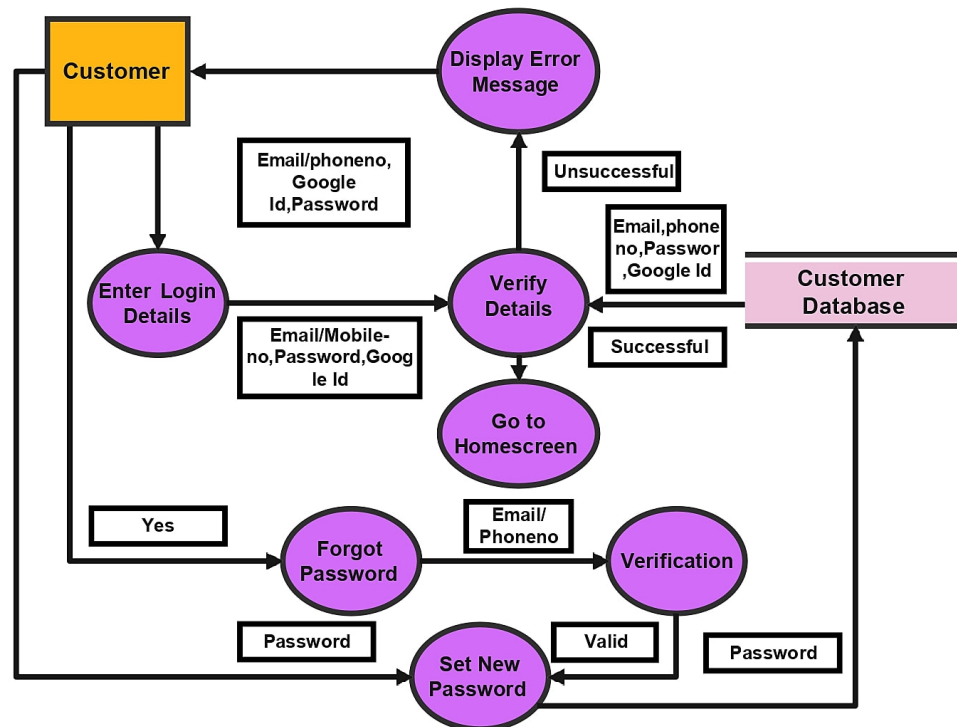 Display Error
Message
Customer
Email/phoneno,
Google
Id,Password
Unsuccessful
Email,phone
no,Passwor
,Google Id
Enter Login
Details
Verify
Details
Customer
Database
Email/Mobile-
no,Password,Goog
le Id
Successful
Go to
Homescreen
Yes
Forgot
Password
Email/
Phoneno
Verification
Password
Set New
Password
Valid
Password